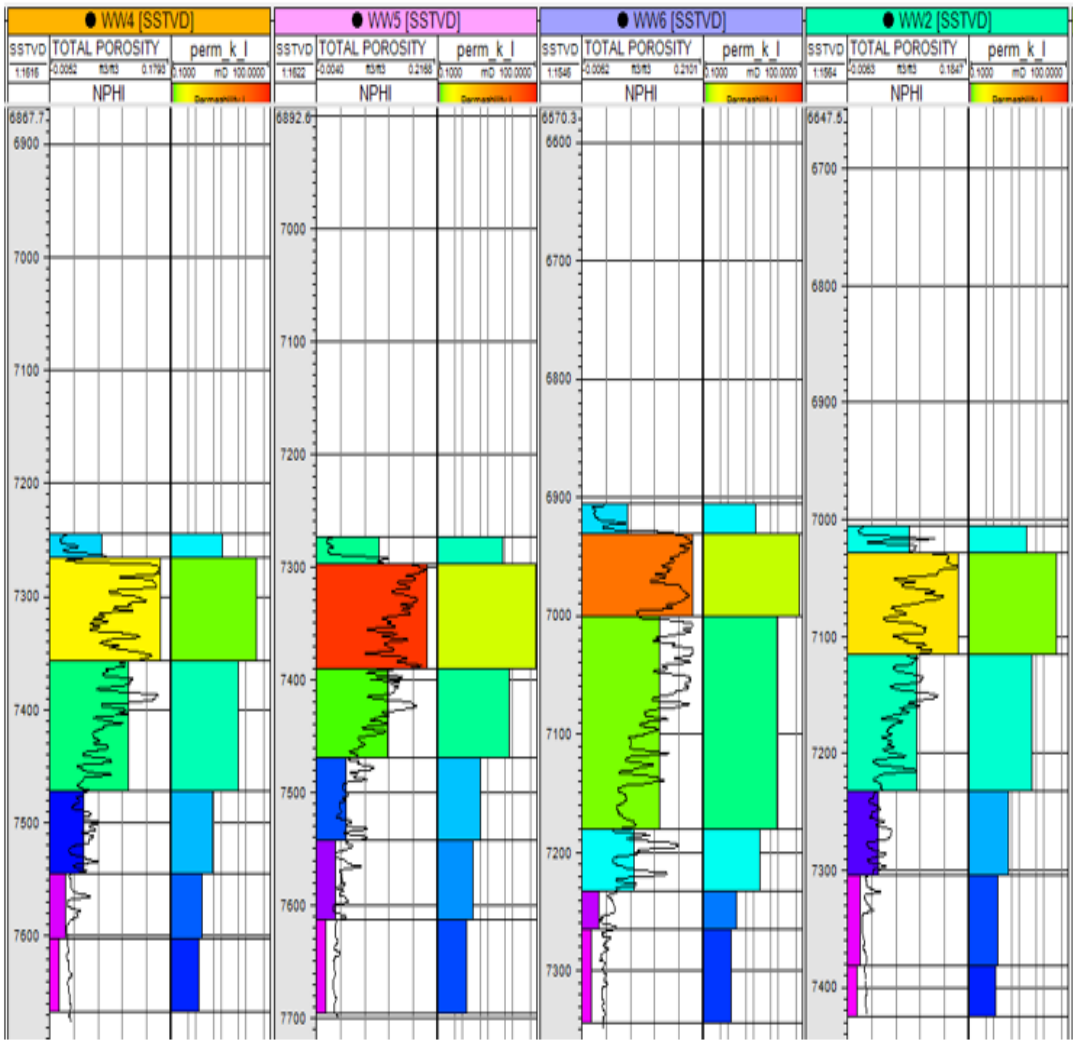 WW4 [SSTVD] WW5 [SSTVD] WW6 [SSTVD] WW2 [SSTVD]
SSTVD TOTAL POROSITY perm_k_l SSTVD TOTAL POROSITY perm_k_l SSTVD TOTAL POROSITY perm_k_l SSTVD TOTAL POROSITY perm_k_l
1:1616 -0.0052 ft3/ft3 0.1793 0.1000 mD 100.0000 1:1622 -0.0040 ft3/ft3 0.1000 mD 100.0000 1:1546 -0.0062 ft3/ft3 0.2101 0.1000 mD 100.0000 1:1564 ft3/ft3 0.1847 0.1000 mD 100.0000
NPHI NPHI NPHI NPHI
6867.7 6892.6 6570.3 6647.5
6900 6600
6700
7000 7000 6700
6800
7100 7100 6800
6900
7200 7200 6900
7000
7300 7300 7000
7100
7400 7400 7100
7200
7500 7500 7200
7300
7600 7600 7300
7400
7700